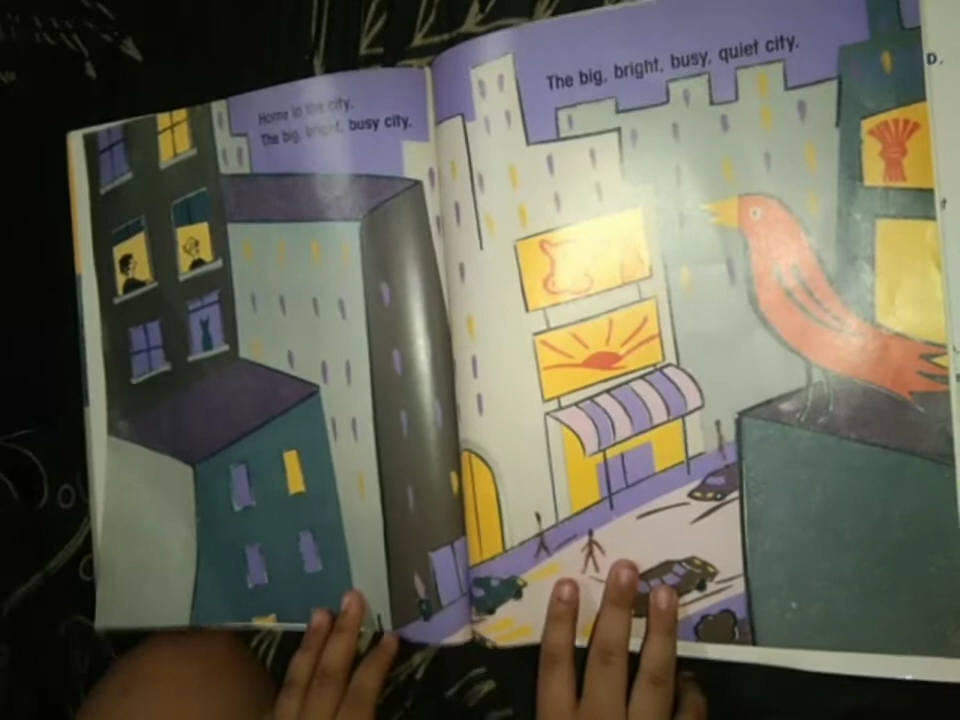 Home in the city.
The big, bright, busy city.
The big, bright, busy, quiet city.
D.